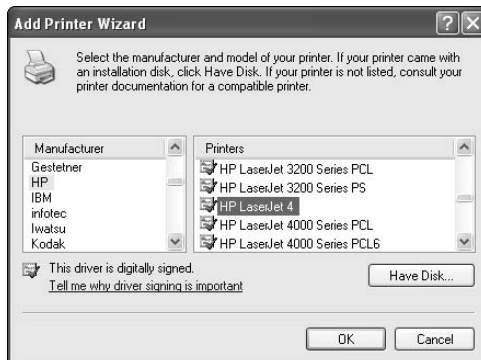 Add Printer Wizard
Select the manufacturer and model of your printer. If your printer came with
an installation disk, click Have Disk. If your printer is not listed, consult your
printer documentation for a compatible printer.
Manufacturer
Gestetner
HP
IBM
infotec
Iwatsu
Kodak
Printers
HP LaserJet 3200 Series PCL
HP LaserJet 3200 Series PS
HP LaserJet 4
HP LaserJet 4000 Series PCL
HP LaserJet 4000 Series PCL6
This driver is digitally signed.
Tell me why driver signing is important
Have Disk...
OK
Cancel